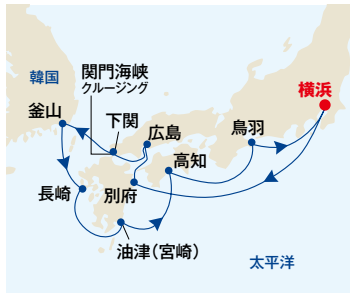 関門海峡
クルージング
韓国
横浜
釜山
下関
広島
鳥羽
高知
長崎
別府
油津（宮崎）
太平洋